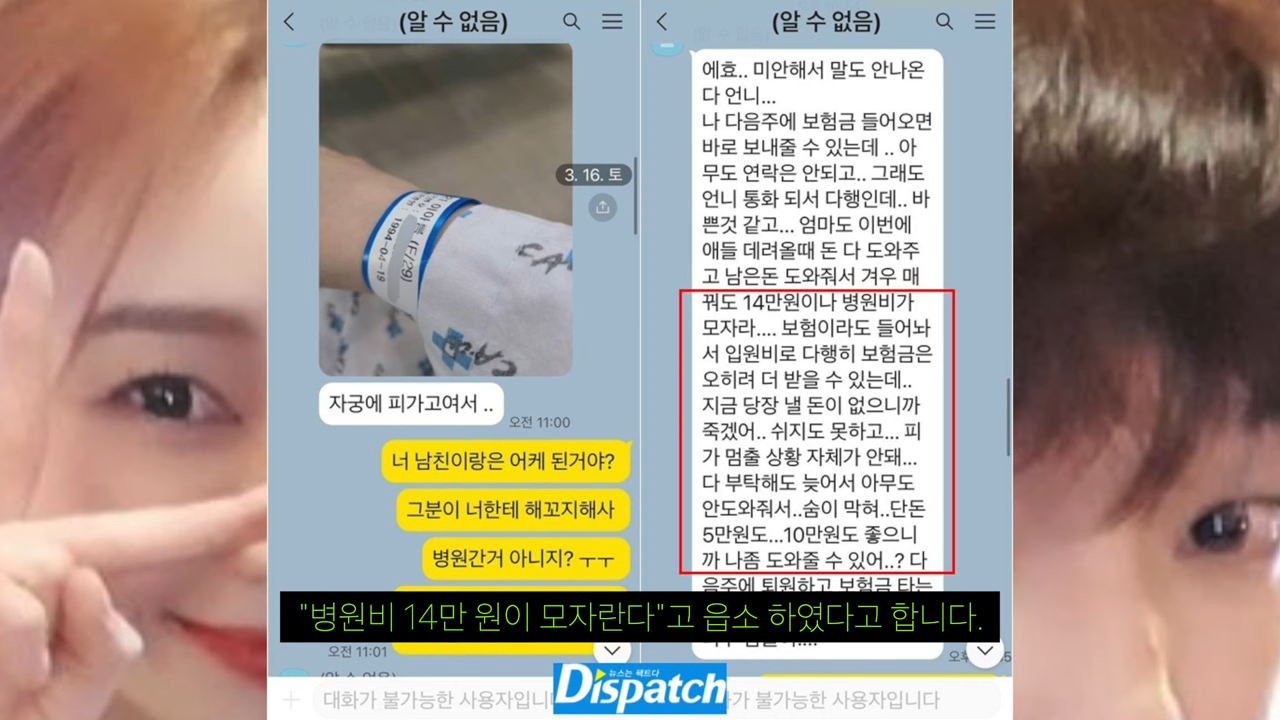 (알 수 없음)
3. 16. 토
1994-04-19
(F/29)
자궁에 피가고여서 ..
오전 11:00
너 남친이랑은 어케 된거야?
그분이 너한테 해꼬지해사
병원간거 아니지? ㅜㅜ
오전 11:01
대화가 불가능한 사용자입니
(알 수 없음)
에효.. 미안해서 말도 안나온
다 언니...
나 다음주에 보험금 들어오면
바로 보내줄 수 있는데 .. 아
무도 연락은 안되고.. 그래도
언니 통화 되서 다행인데.. 바
쁜것 같고... 엄마도 이번에
애들 데려올때 돈 다 도와주
고 남은돈 도와줘서 겨우 매
꿔도 14만원이나 병원비가
모자라.... 보험이라도 들어놔
서 입원비로 다행히 보험금은
오히려 더 받을 수 있는데..
지금 당장 낼 돈이 없으니까
죽겠어.. 쉬지도 못하고... 피
가 멈출 상황 자체가 안돼...
다 부탁해도 늦어서 아무도
안도와줘서..숨이 막혀..단돈
5만원도...10만원도 좋으니
까 나좀 도와줄 수 있어..? 다
음주에 퇴원하고 보험금 타는
가 불가능한 사용자입니다
"병원비 14만 원이 모자란다"고 읍소 하였다고 합니다.
뉴스는 팩트다
Dispatch